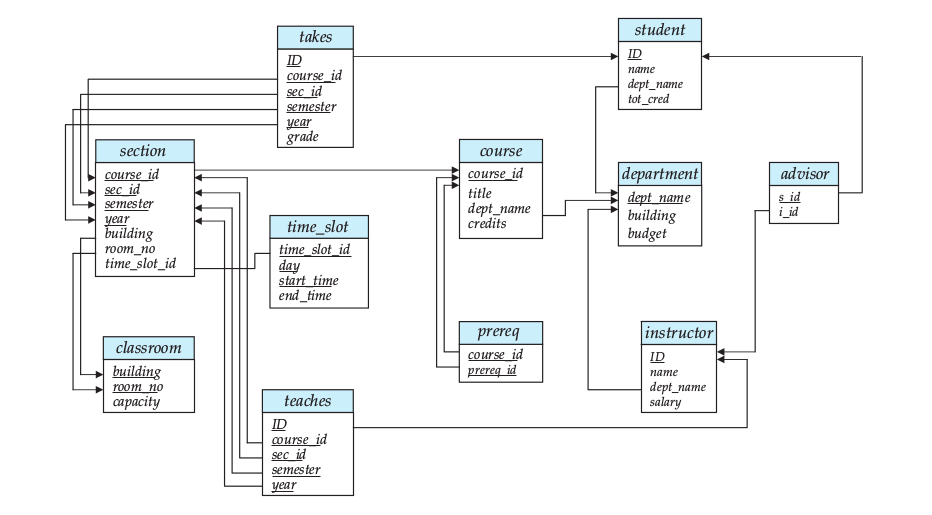 takes
ID
course_id
sec_id
semester
year
grade
student
ID
name
dept_name
tot_cred
section
course_id
sec_id
semester
year
building
room_no
time_slot_id
course
course_id
title
dept_name
credits
department
dept_name
building
budget
advisor
s_id
i_id
time_slot
time_slot_id
day
start_time
end_time
classroom
building
room_no
capacity
prereq
course_id
prereq_id
instructor
ID
name
dept_name
salary
teaches
ID
course_id
sec_id
semester
year